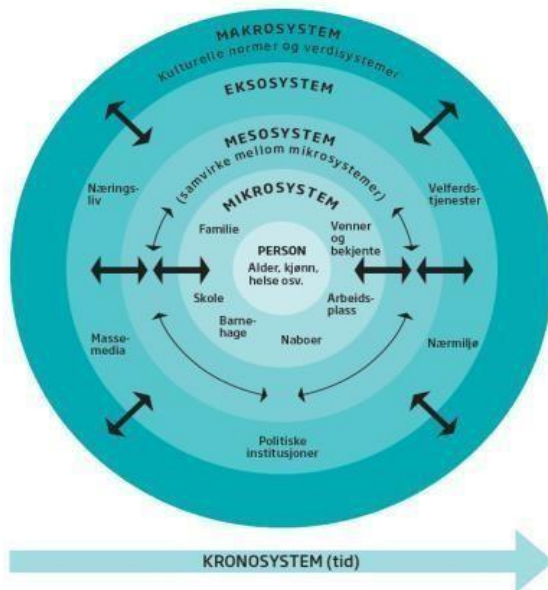 MAKROSYSTEM
Kulturelle normer og verdisystemer
EKSOSYSTEM
MESOSYSTEM
(samvirke mellom mikrosystemer)
MIKROSYSTEM
Nærings-
liv
Velferds-
tjenester
Familie
Venner
og
bekjente
PERSON
Alder, kjønn,
helse osv.
Skole
Arbeids-
plass
Barne-
hage
Naboer
Masse-
media
Nærmiljø
Politiske
institusjoner
KRONOSYSTEM (tid)